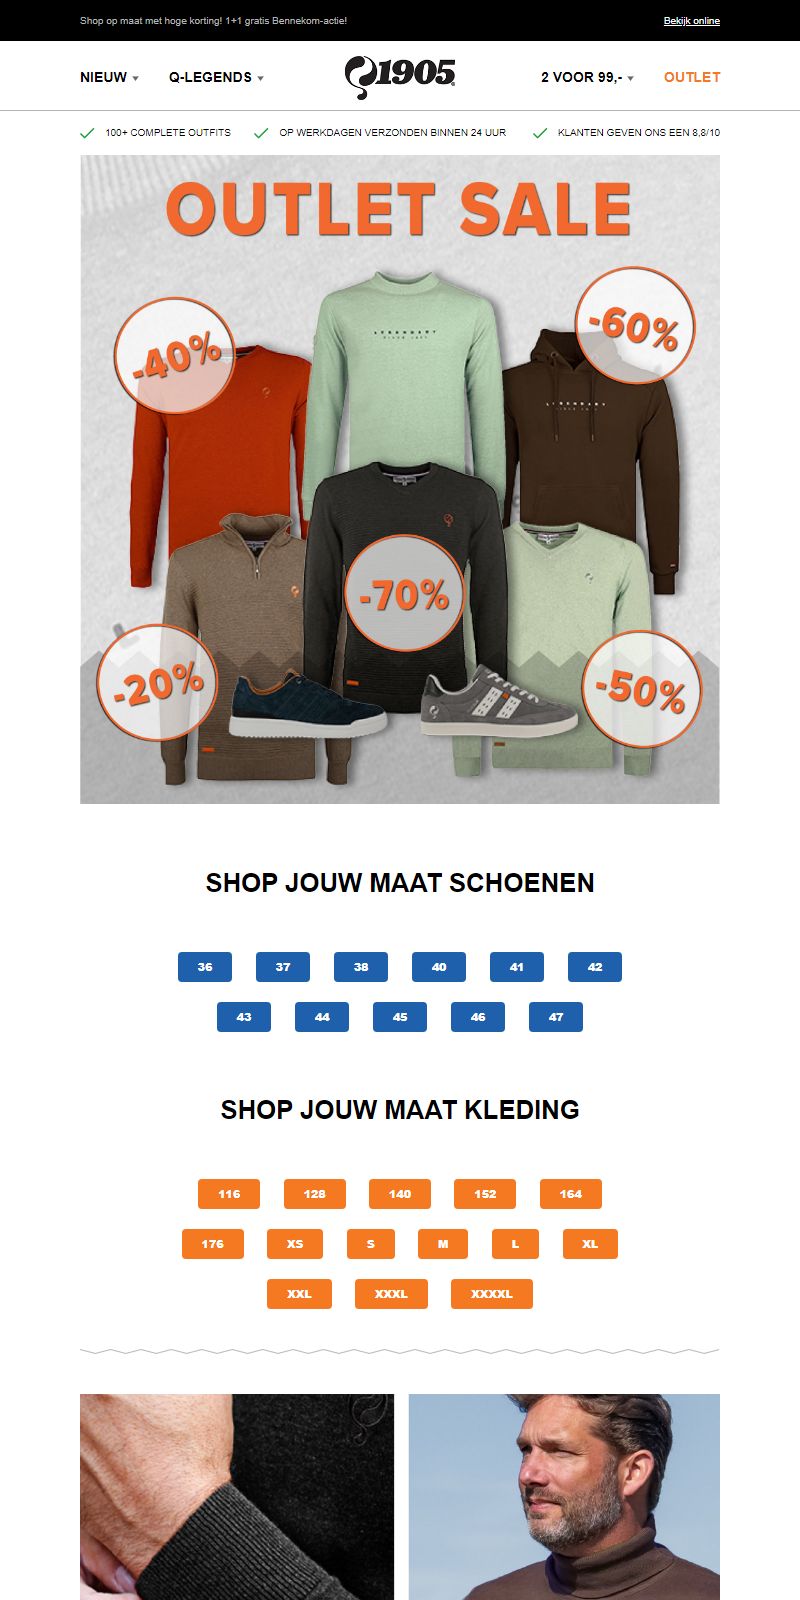 Shop op maat met hoge korting! 1+1 gratis Bennekom-actie!
Bekijk online
NIEUW
Q-LEGENDS
1905
2 VOOR 99,-
OUTLET
100+ COMPLETE OUTFITS
OP WERKDAGEN VERZONDEN BINNEN 24 UUR
KLANTEN GEVEN ONS EEN 8,8/10
OUTLET SALE
-40%
-60%
LEGENDARY
LEGENDARY
-70%
-20%
-50%
SHOP JOUW MAAT SCHOENEN
36 37 38 40 41 42
43 44 45 46 47
SHOP JOUW MAAT KLEDING
116 128 140 152 164
176 XS S M L XL
XXL XXXL XXXXL